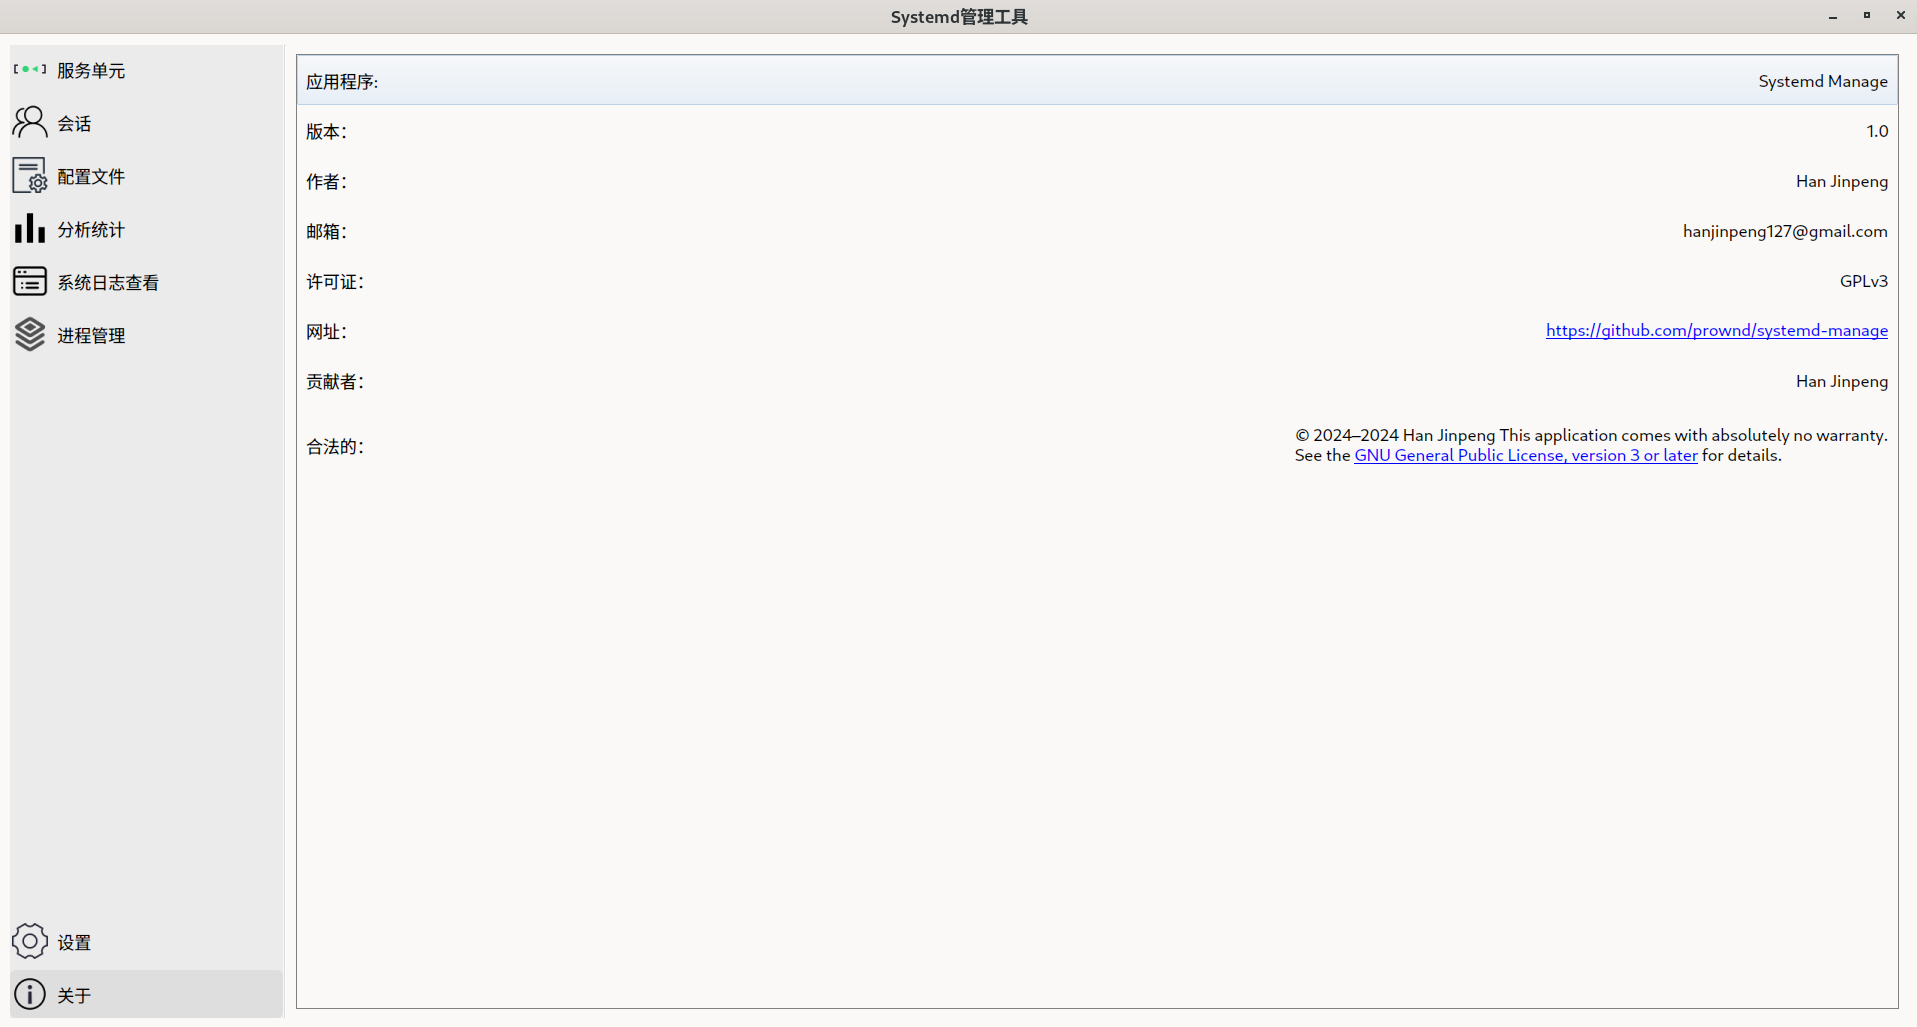 Systemd管理工具
服务单元
会话
配置文件
分析统计
系统日志查看
进程管理
设置
关于
应用程序: Systemd Manage
版本： 1.0
作者： Han Jinpeng
邮箱： hanjinpeng127@gmail.com
许可证： GPLv3
网址： https://github.com/prownd/systemd-manage
贡献者： Han Jinpeng
合法的： © 2024–2024 Han Jinpeng This application comes with absolutely no warranty.
See the GNU General Public License, version 3 or later for details.